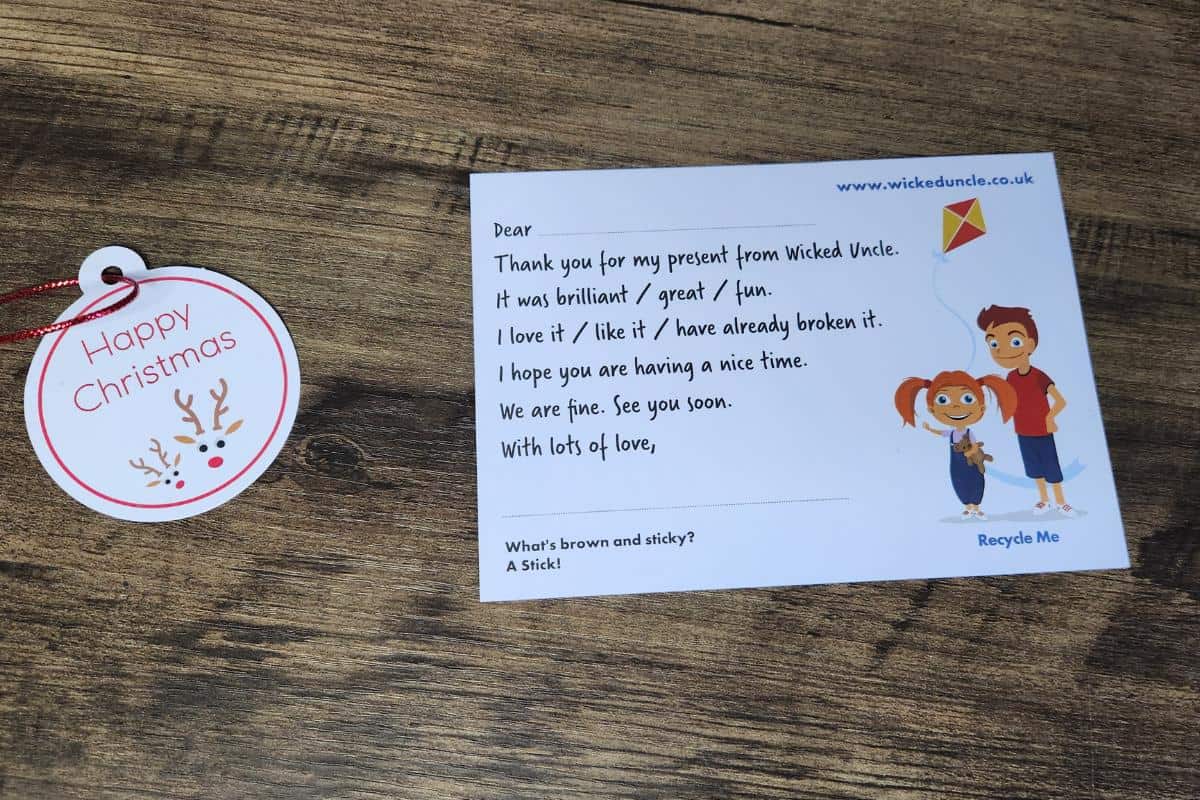 Happy
Christmas
www.wickeduncle.co.uk
Dear
Thank you for my present from Wicked Uncle.
It was brilliant / great / fun.
I love it / like it / have already broken it.
I hope you are having a nice time.
We are fine. See you soon.
With lots of love,
What's brown and sticky?
A Stick!
Recycle Me